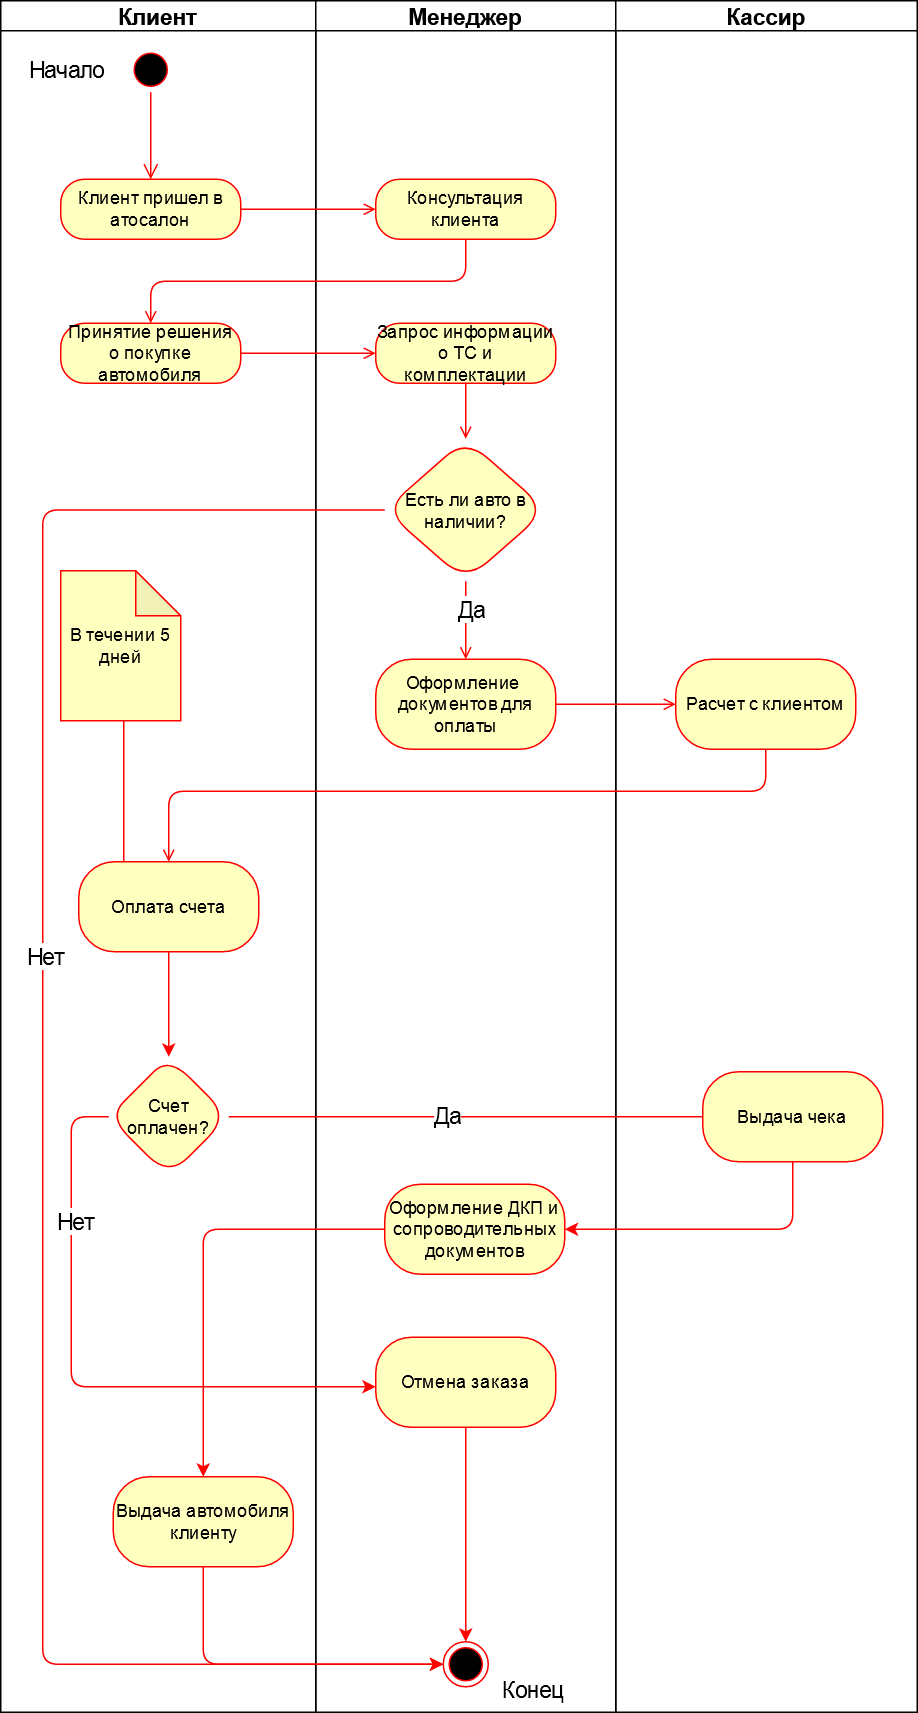 Клиент
Менеджер
Кассир
Начало
Клиент пришел в
атосалон
Консультация
клиента
Принятие решения
о покупке
автомобиля
Запрос информации
о ТС и
комплектации
Есть ли авто в
наличии?
В течении 5
дней
Да
Оформление
документов для
оплаты
Расчет с клиентом
Оплата счета
Нет
Счет
оплачен?
Да
Выдача чека
Нет
Оформление ДКП и
сопроводительных
документов
Отмена заказа
Выдача автомобиля
клиенту
Конец